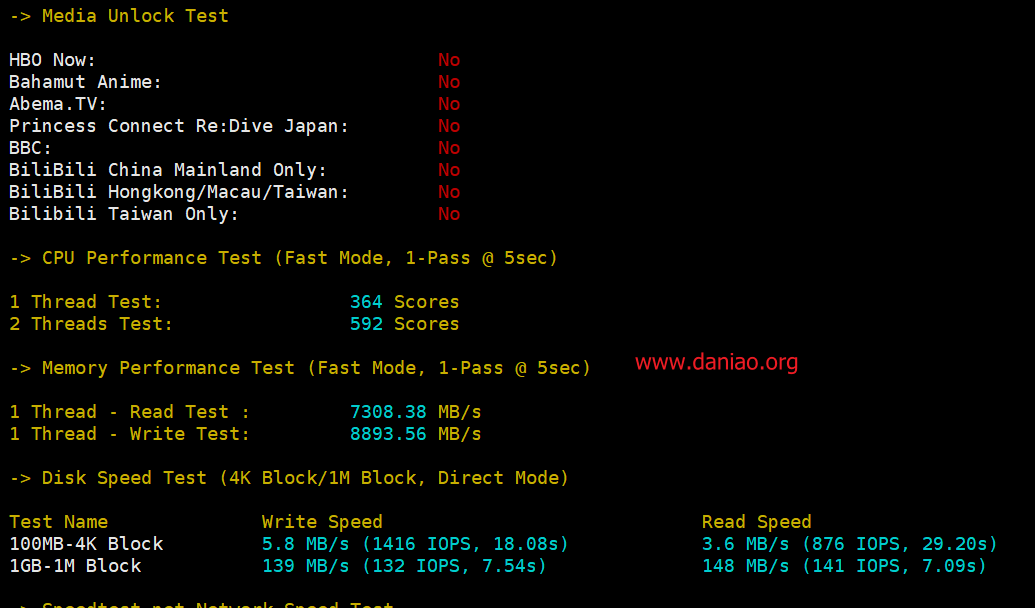 -> Media Unlock Test
HBO Now: No
Bahamut Anime: No
Abema.TV: No
Princess Connect Re:Dive Japan: No
BBC: No
BiliBili China Mainland Only: No
BiliBili Hongkong/Macau/Taiwan: No
Bilibili Taiwan Only: No
-> CPU Performance Test (Fast Mode, 1-Pass @ 5sec)
1 Thread Test: 364 Scores
2 Threads Test: 592 Scores
www.daniao.org
-> Memory Performance Test (Fast Mode, 1-Pass @ 5sec)
1 Thread - Read Test : 7308.38 MB/s
1 Thread - Write Test: 8893.56 MB/s
-> Disk Speed Test (4K Block/1M Block, Direct Mode)
Test Name Write Speed Read Speed
100MB-4K Block 5.8 MB/s (1416 IOPS, 18.08s) 3.6 MB/s (876 IOPS, 29.20s)
1GB-1M Block 139 MB/s (132 IOPS, 7.54s) 148 MB/s (141 IOPS, 7.09s)
-> Speedtest.net Network Speed Test